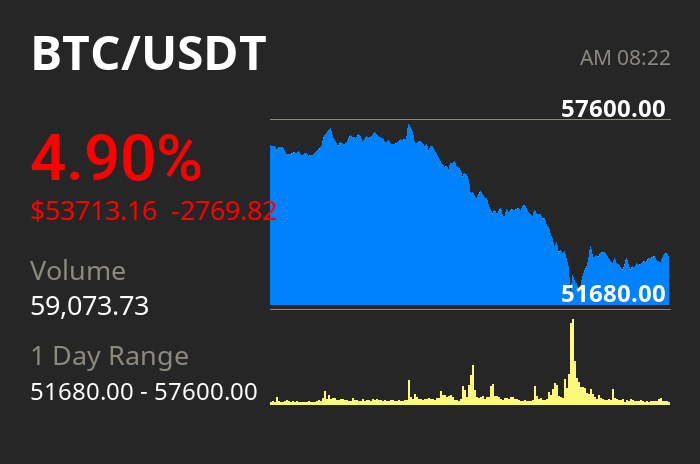 BTC/USDT
AM 08:22
57600.00
4.90%
$53713.16 -2769.82
Volume
59,073.73
51680.00
1 Day Range
51680.00 - 57600.00